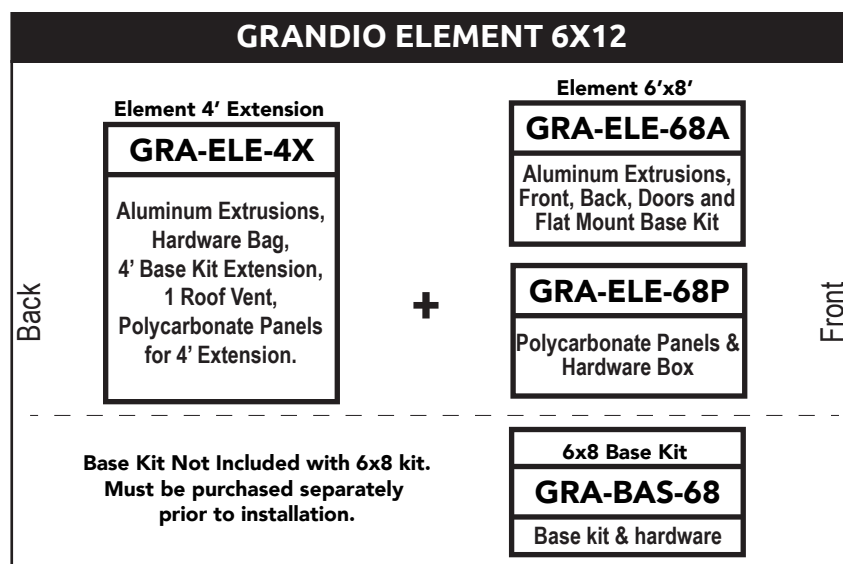 GRANDIO ELEMENT 6X12
Back
Element 4’ Extension
GRA-ELE-4X
Aluminum Extrusions,
Hardware Bag,
4’ Base Kit Extension,
1 Roof Vent,
Polycarbonate Panels
for 4’ Extension.
+
Element 6’x8’
GRA-ELE-68A
Aluminum Extrusions,
Front, Back, Doors and
Flat Mount Base Kit
GRA-ELE-68P
Polycarbonate Panels &
Hardware Box
Front
Base Kit Not Included with 6x8 kit.
Must be purchased separately
prior to installation.
6x8 Base Kit
GRA-BAS-68
Base kit & hardware